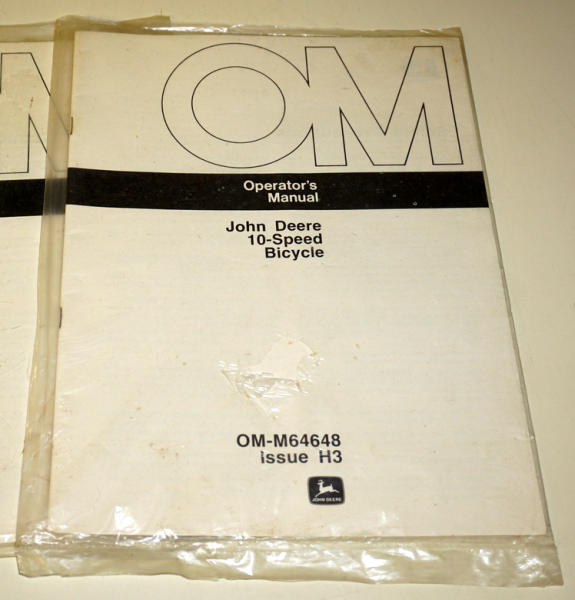 OM
Operator's
Manual
John Deere
10-Speed
Bicycle
OM-M64648
Issue H3
JOHN DEERE
M